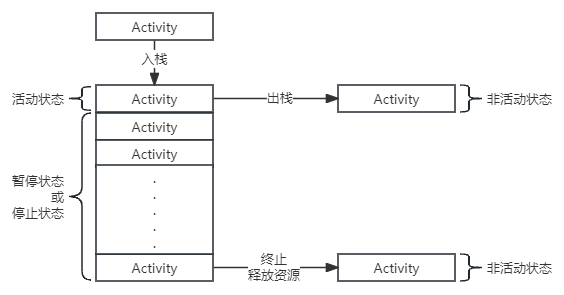 Activity
入栈
活动状态
Activity
出栈
Activity
非活动状态
Activity
Activity
暂停状态
或
停止状态
.
.
.
.
.
Activity
终止
释放资源
Activity
非活动状态